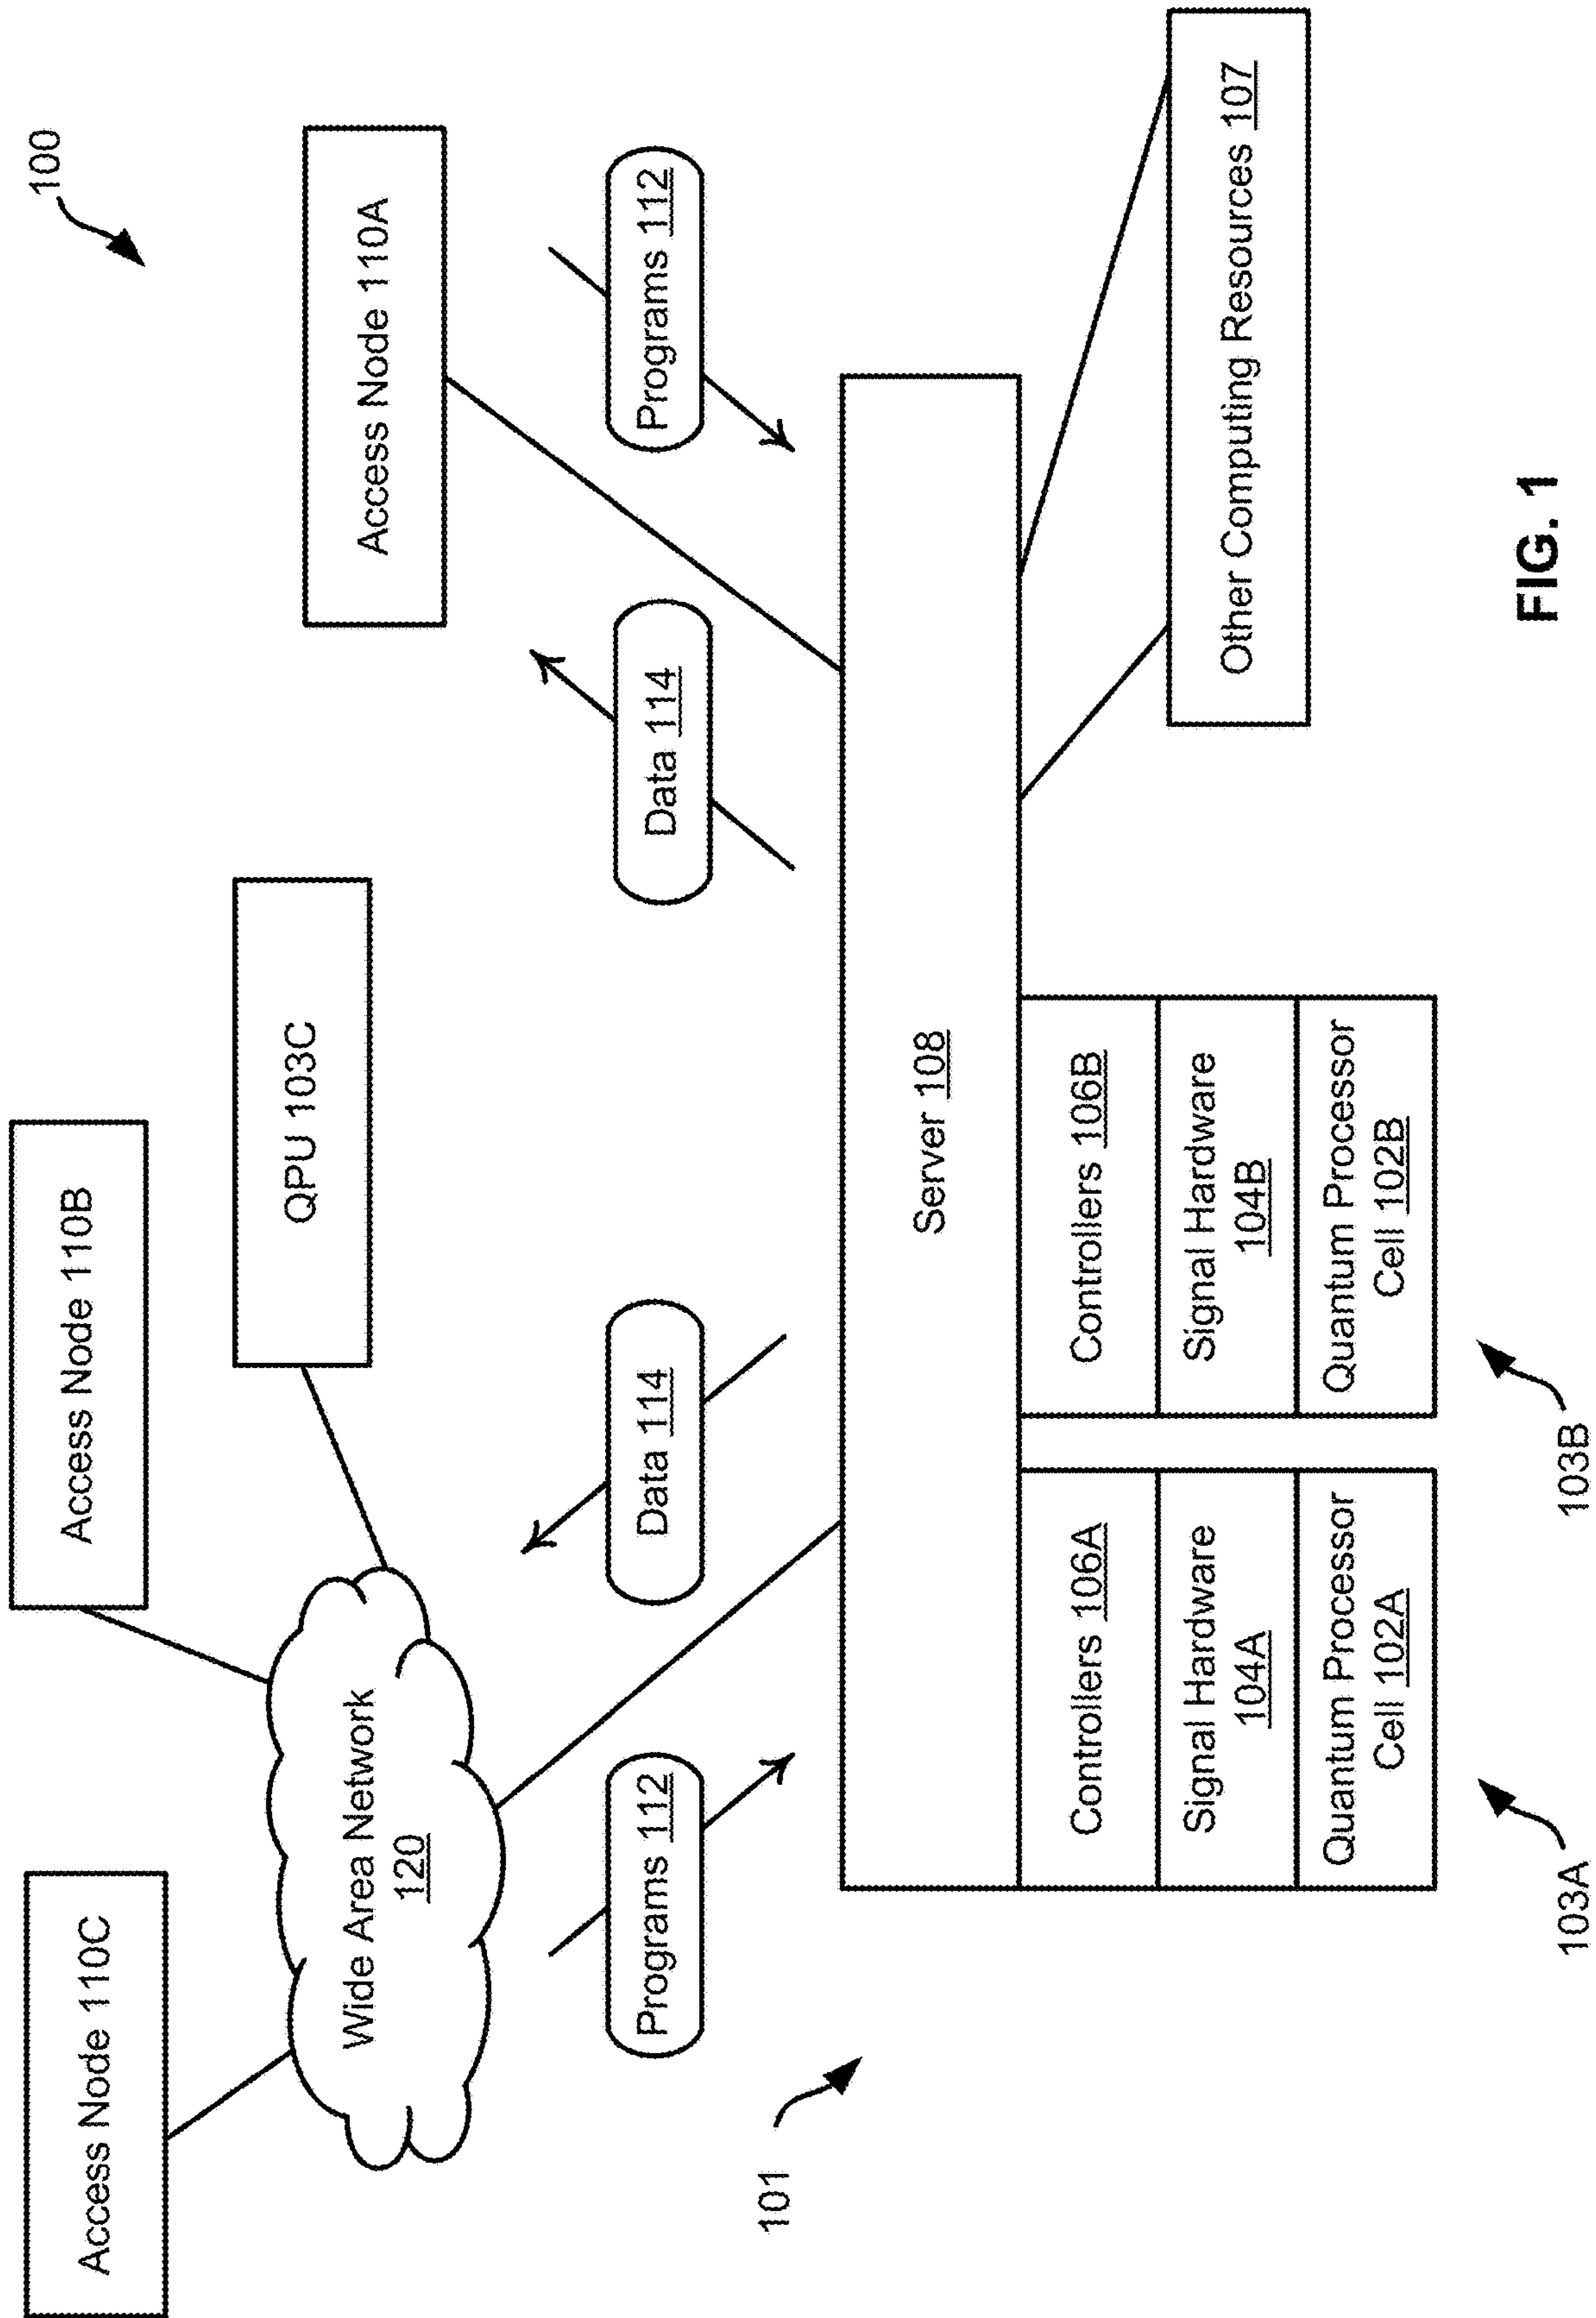 100
Access Node 110C
Access Node 110B
QPU 103C
Access Node 110A
Wide Area Network
120
Programs 112
Data 114
Data 114
Programs 112
101
Server 108
Controllers 106A
Signal Hardware
104A
Quantum Processor
Cell 102A
Controllers 106B
Signal Hardware
104B
Quantum Processor
Cell 102B
Other Computing Resources 107
103A
103B
FIG. 1